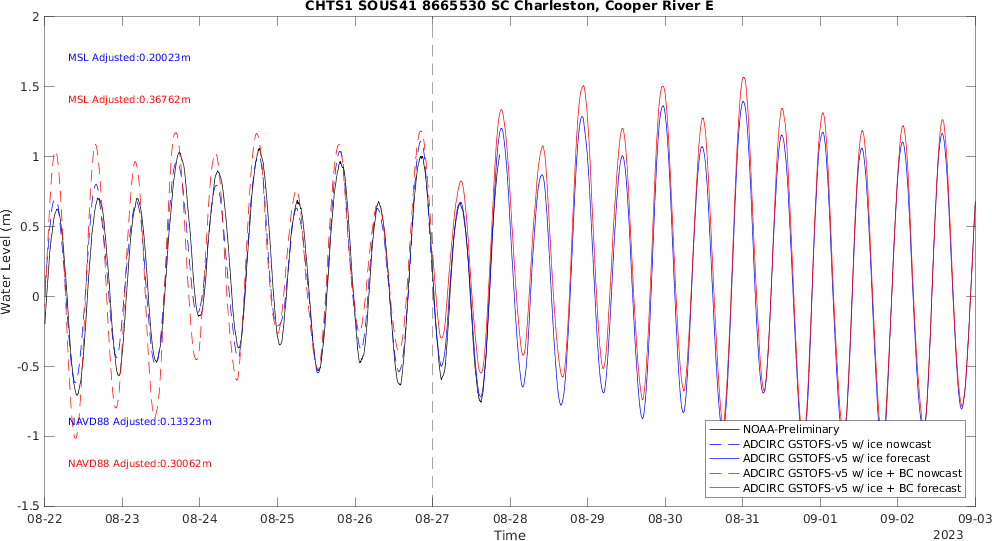 CHTS1 SOUS41 8665530 SC Charleston, Cooper River E
2
1.5
1
0.5
0
-0.5
-1
-1.5
Water Level (m)
MSL Adjusted:0.20023m
MSL Adjusted:0.36762m
NAVD88 Adjusted:0.13323m
NAVD88 Adjusted:0.30062m
NOAA-Preliminary
ADCIRC GSTOFS-v5 w/ ice nowcast
ADCIRC GSTOFS-v5 w/ ice forecast
ADCIRC GSTOFS-v5 w/ ice + BC nowcast
ADCIRC GSTOFS-v5 w/ ice + BC forecast
08-22 08-23 08-24 08-25 08-26 08-27 08-28 08-29 08-30 08-31 09-01 09-02 09-03
Time
2023